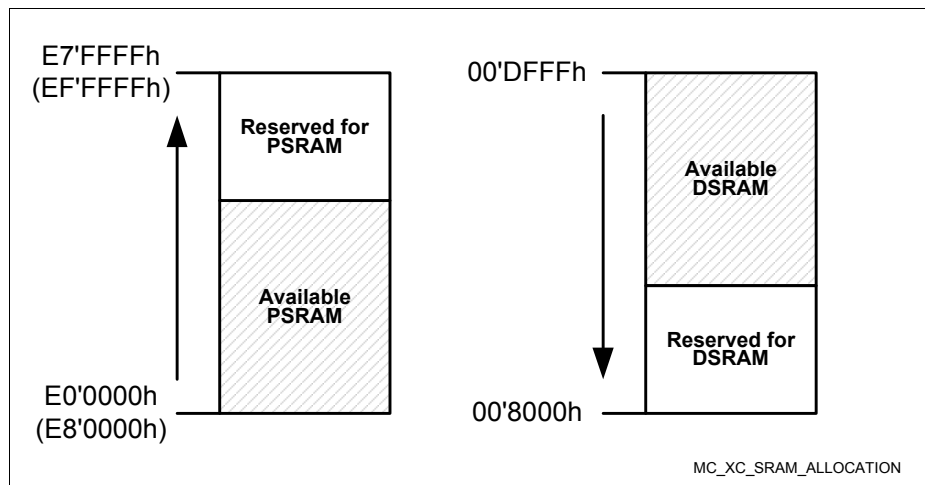 E7'FFFFh
(EF'FFFFh)
Reserved for
PSRAM
Available
PSRAM
E0'0000h
(E8'0000h)
00'DFFFh
Available
DSRAM
Reserved for
DSRAM
00'8000h
MC_XC_SRAM_ALLOCATION